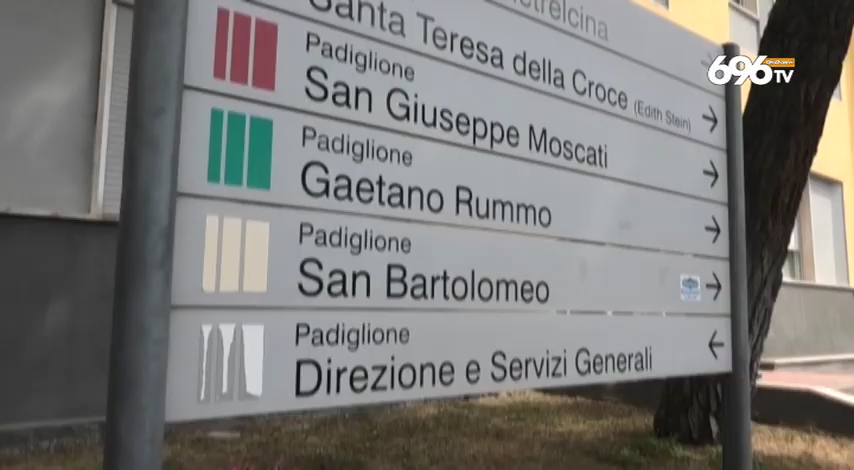 Santa Teresa della Croce (Edith Stein)
Padiglione
San Giuseppe Moscati
Padiglione
Gaetano Rummo
Padiglione
San Bartolomeo
Padiglione
Direzione e Servizi Generali
696 TV